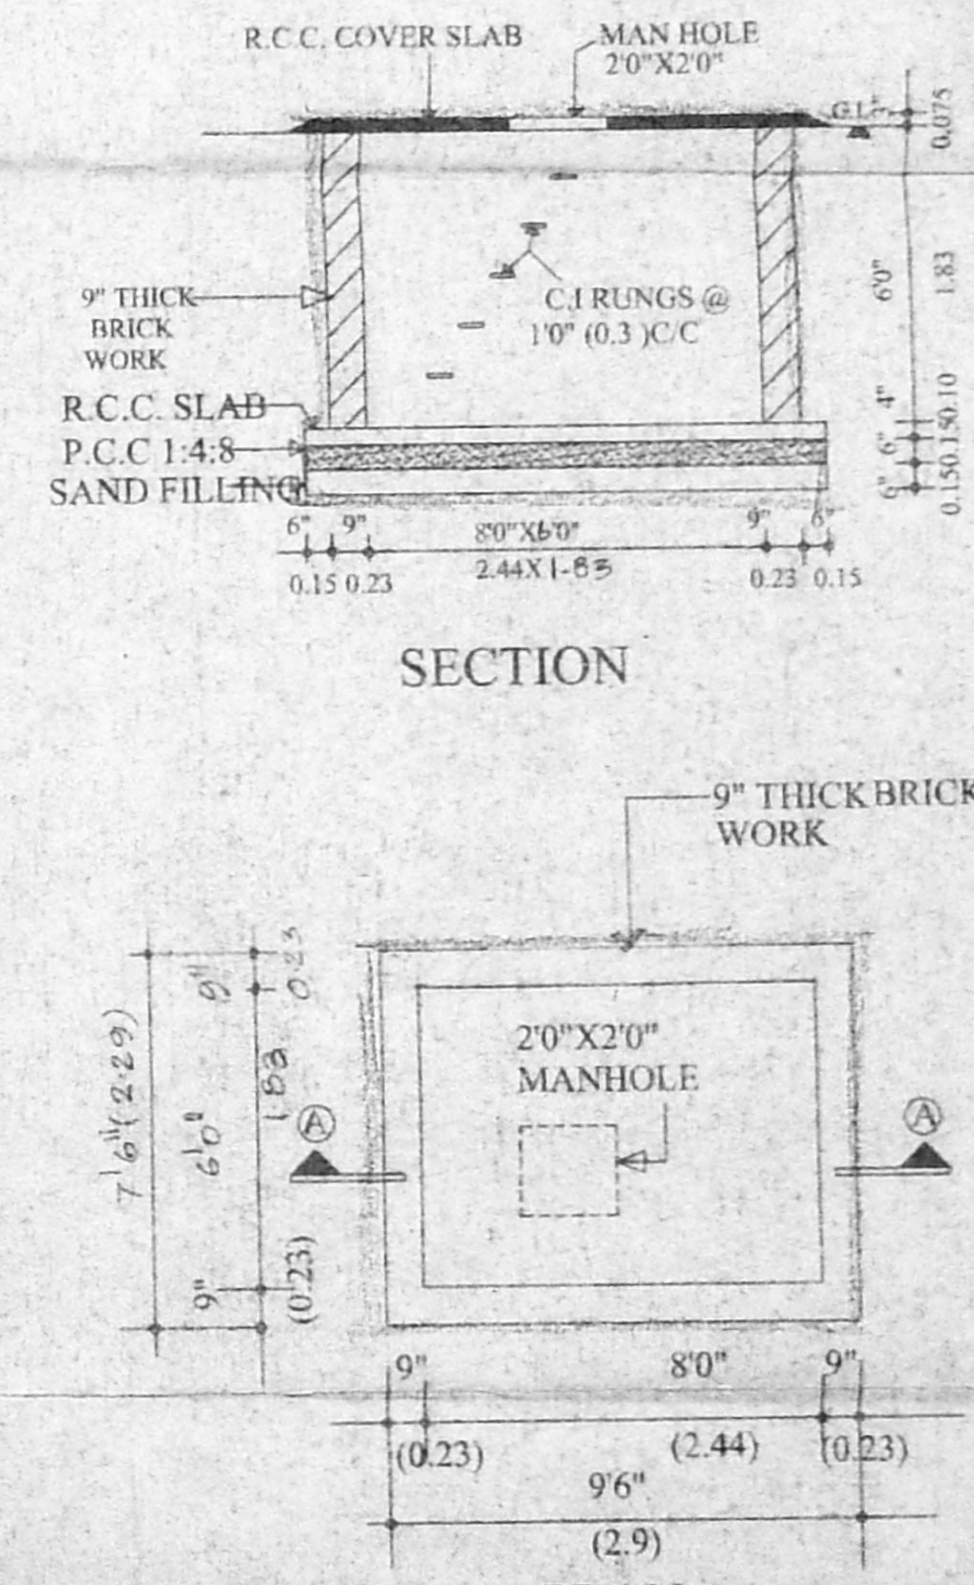 R.C.C. COVER SLAB
MAN HOLE
2'0"X2'0"
G.L
3"
0.075
9" THICK
BRICK
WORK
C.I RUNGS @
1'0" (0.3 )C/C
6'0"
1.83
R.C.C. SLAB
P.C.C 1:4:8
SAND FILLING
4"
0.10
6"
0.15
6"
0.15
6"
9"
8'0"X6'0"
9"
6"
0.15
0.23
2.44X1-83
0.23
0.15
SECTION
9" THICK BRICK
WORK
9"
0.23
7'6"(2.29)
6'0"
1.83
9"
(0.23)
2'0"X2'0"
MANHOLE
A
A
9"
8'0"
9"
(0.23)
(2.44)
(0.23)
9'6"
(2.9)